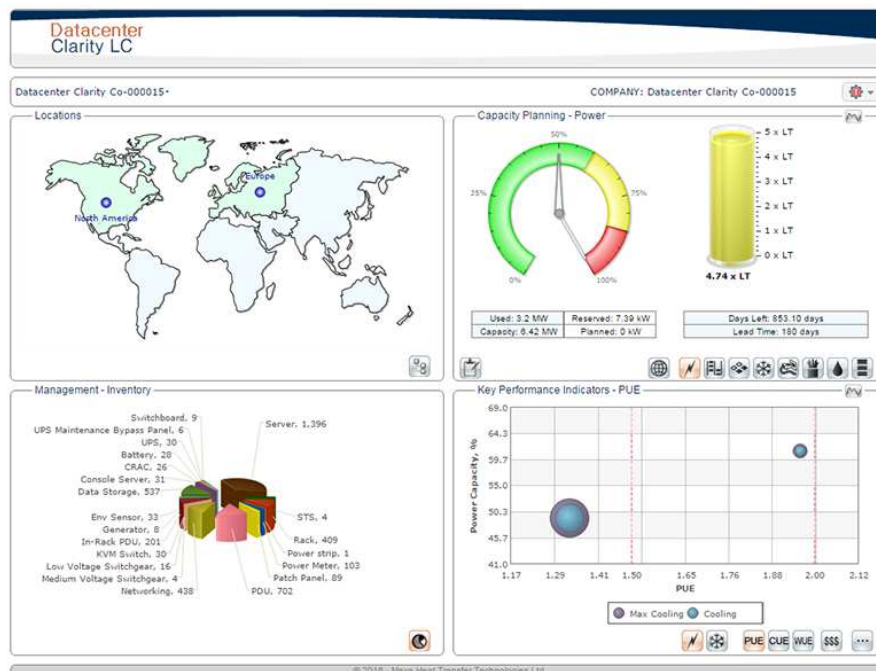 Datacenter
Clarity LC
Datacenter Clarity Co-000015
COMPANY: Datacenter Clarity Co-000015
Locations
Europe
North America
Capacity Planning - Power
50%
25%
75%
0%
100%
5 x LT
4 x LT
3 x LT
2 x LT
1 x LT
0 x LT
4.74 x LT
Used: 3.2 MW
Reserved: 7.39 kW
Capacity: 6.42 MW
Planned: 0 kW
Days Left: 853.10 days
Lead Time: 180 days
Management - Inventory
Switchboard, 9
UPS Maintenance Bypass Panel, 6
UPS, 30
Battery, 28
CRAC, 26
Console Server, 31
Data Storage, 537
Env Sensor, 33
Generator, 8
In-Rack PDU, 201
KVM Switch, 30
Low Voltage Switchgear, 16
Medium Voltage Switchgear, 4
Networking, 438
Server, 1,396
STS, 4
Rack, 409
Power strip, 1
Power Meter, 103
Patch Panel, 89
PDU, 702
Key Performance Indicators - PUE
Power Capacity, %
69.0
64.3
59.7
55.0
50.3
45.7
41.0
1.17
1.29
1.41
1.50
1.65
1.76
1.88
2.00
2.12
PUE
Max Cooling
Cooling
PUE
CUE
WUE
$$$